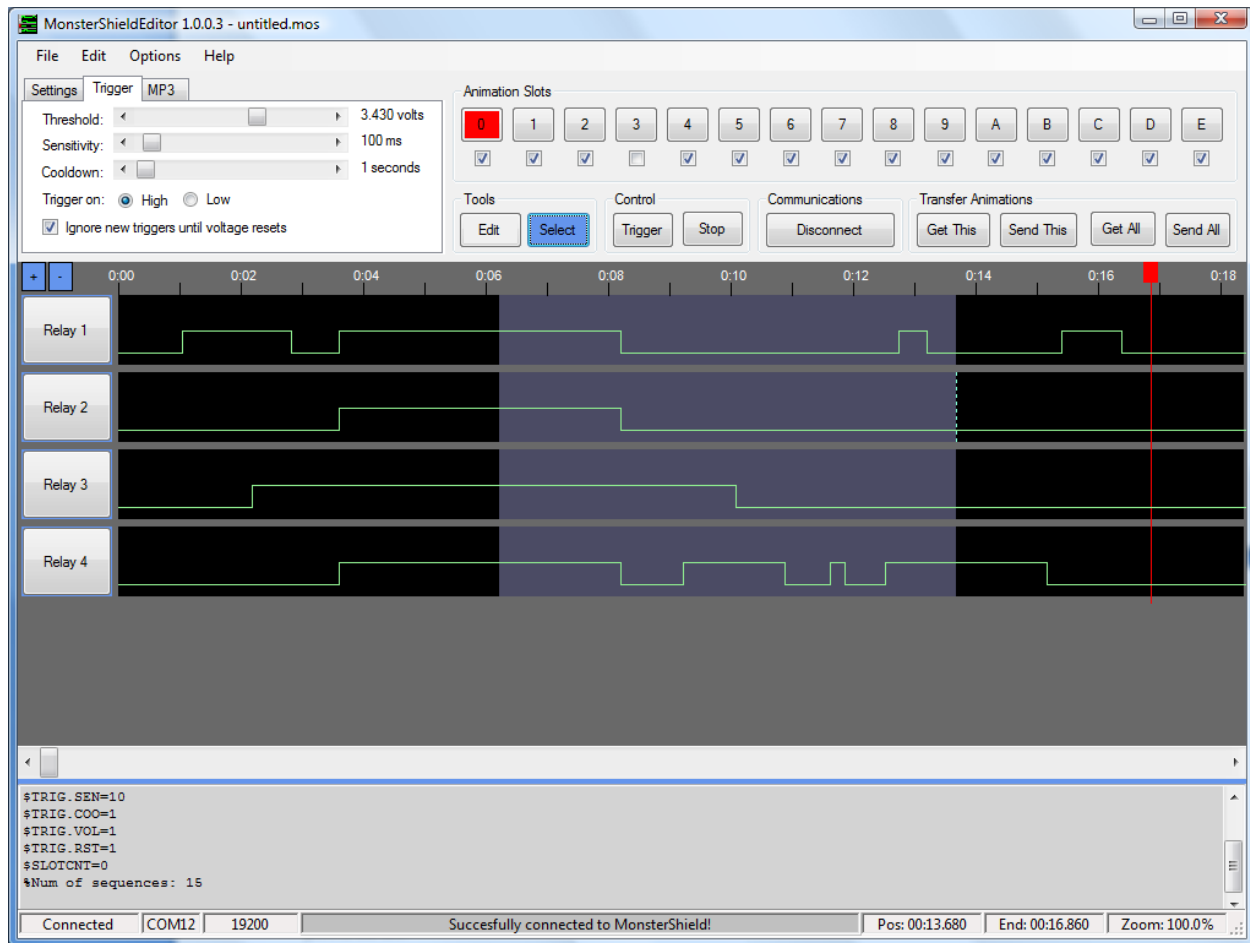 MonsterShieldEditor 1.0.0.3 - untitled.mos
File Edit Options Help
Settings Trigger MP3
Threshold: 3.430 volts
Sensitivity: 100 ms
Cooldown: 1 seconds
Trigger on: High Low
Ignore new triggers until voltage resets
Animation Slots
0 1 2 3 4 5 6 7 8 9 A B C D E
Tools
Edit Select
Control
Trigger Stop
Communications
Disconnect
Transfer Animations
Get This Send This Get All Send All
+ - 0:00 0:02 0:04 0:06 0:08 0:10 0:12 0:14 0:16 0:18
Relay 1
Relay 2
Relay 3
Relay 4
$TRIG.SEN=10
$TRIG.COO=1
$TRIG.VOL=1
$TRIG.RST=1
$SLOTCNT=0
%Num of sequences: 15
Connected COM12 19200 Succesfully connected to MonsterShield! Pos: 00:13.680 End: 00:16.860 Zoom: 100.0%